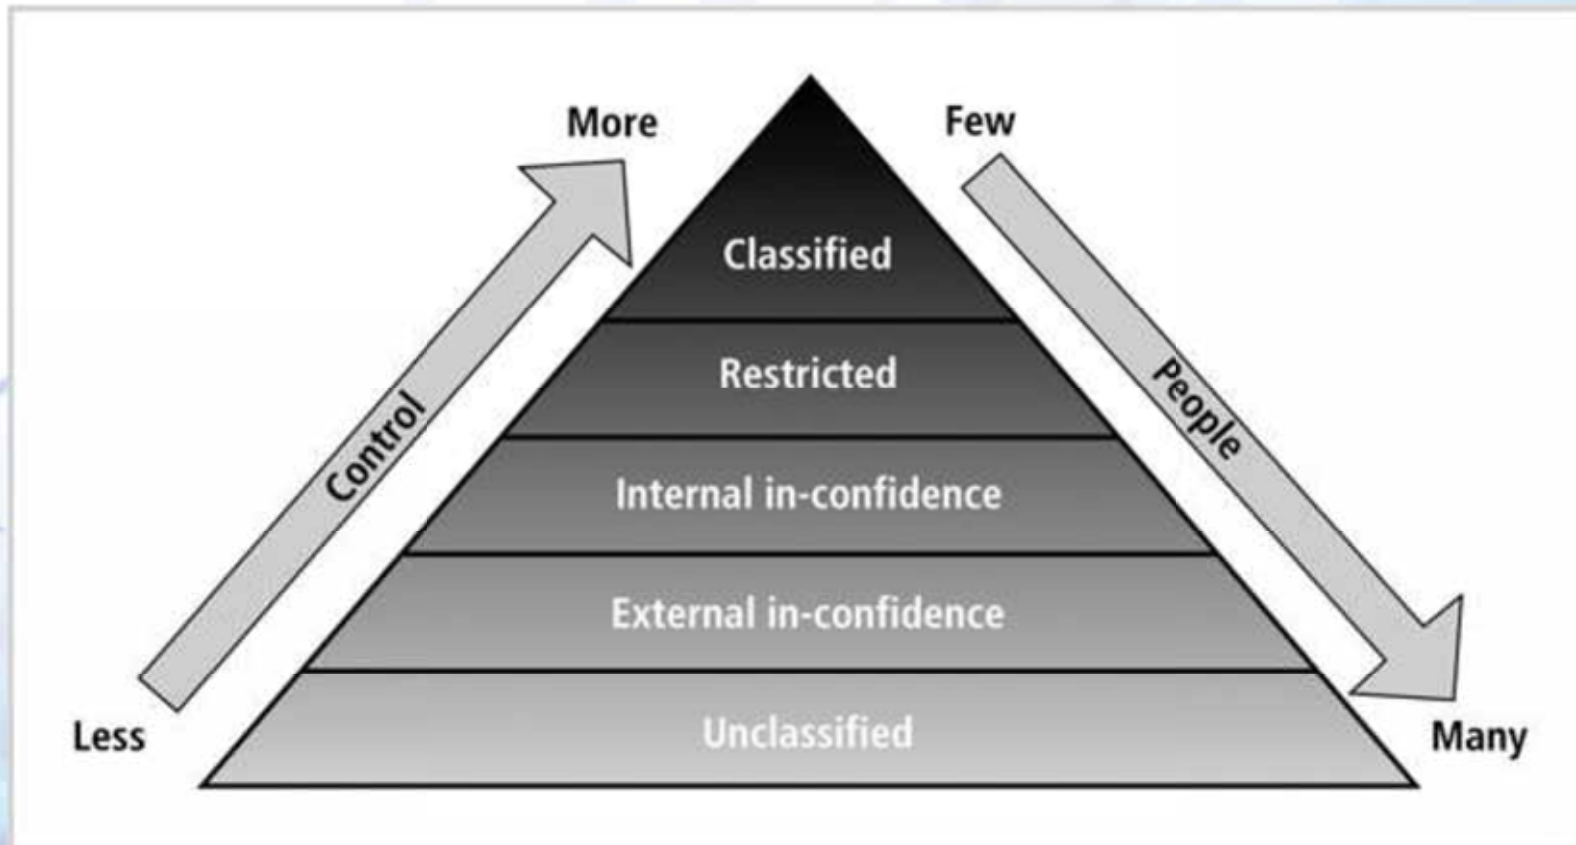 More
Few
Classified
Restricted
Control
People
Internal in-confidence
External in-confidence
Less
Unclassified
Many